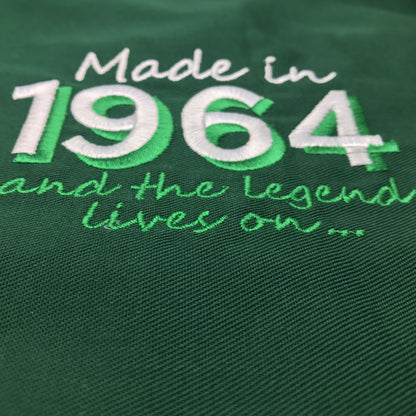 Made in
1964
and the legend
lives on...